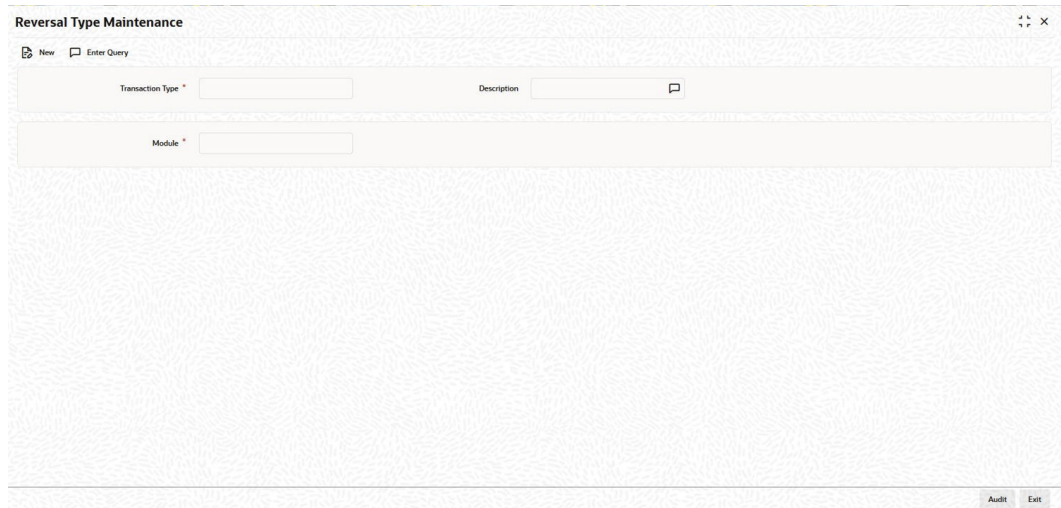 Reversal Type Maintenance
New Enter Query
Transaction Type * Description
Module *
Audit Exit